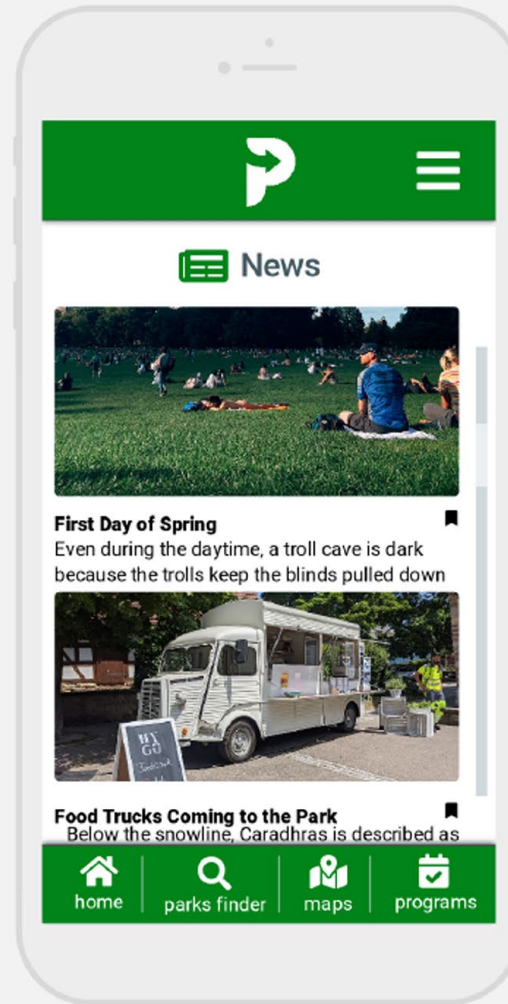 P
News
First Day of Spring
Even during the daytime, a troll cave is dark
because the trolls keep the blinds pulled down
HY
GO
Food Trucks Coming to the Park
Below the snowline, Caradhras is described as
home
parks finder
maps
programs